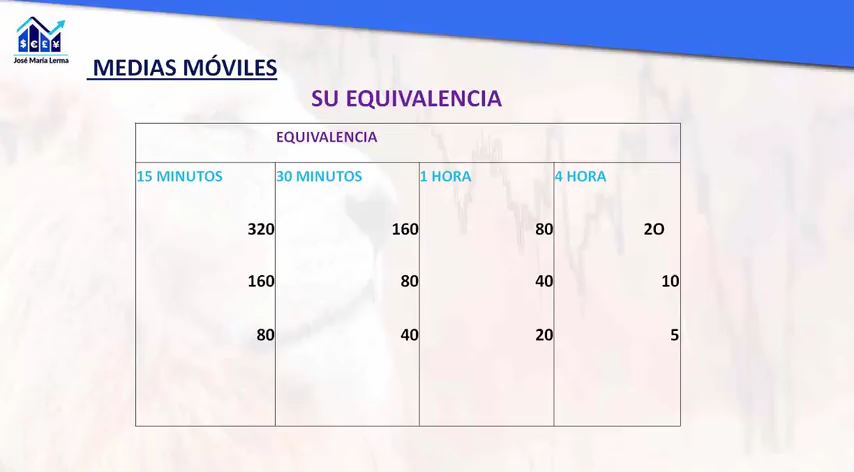 $ € £ ¥
José María Lerma
MEDIAS MÓVILES
SU EQUIVALENCIA
EQUIVALENCIA
15 MINUTOS 30 MINUTOS 1 HORA 4 HORA
320 160 80 2O
160 80 40 10
80 40 20 5